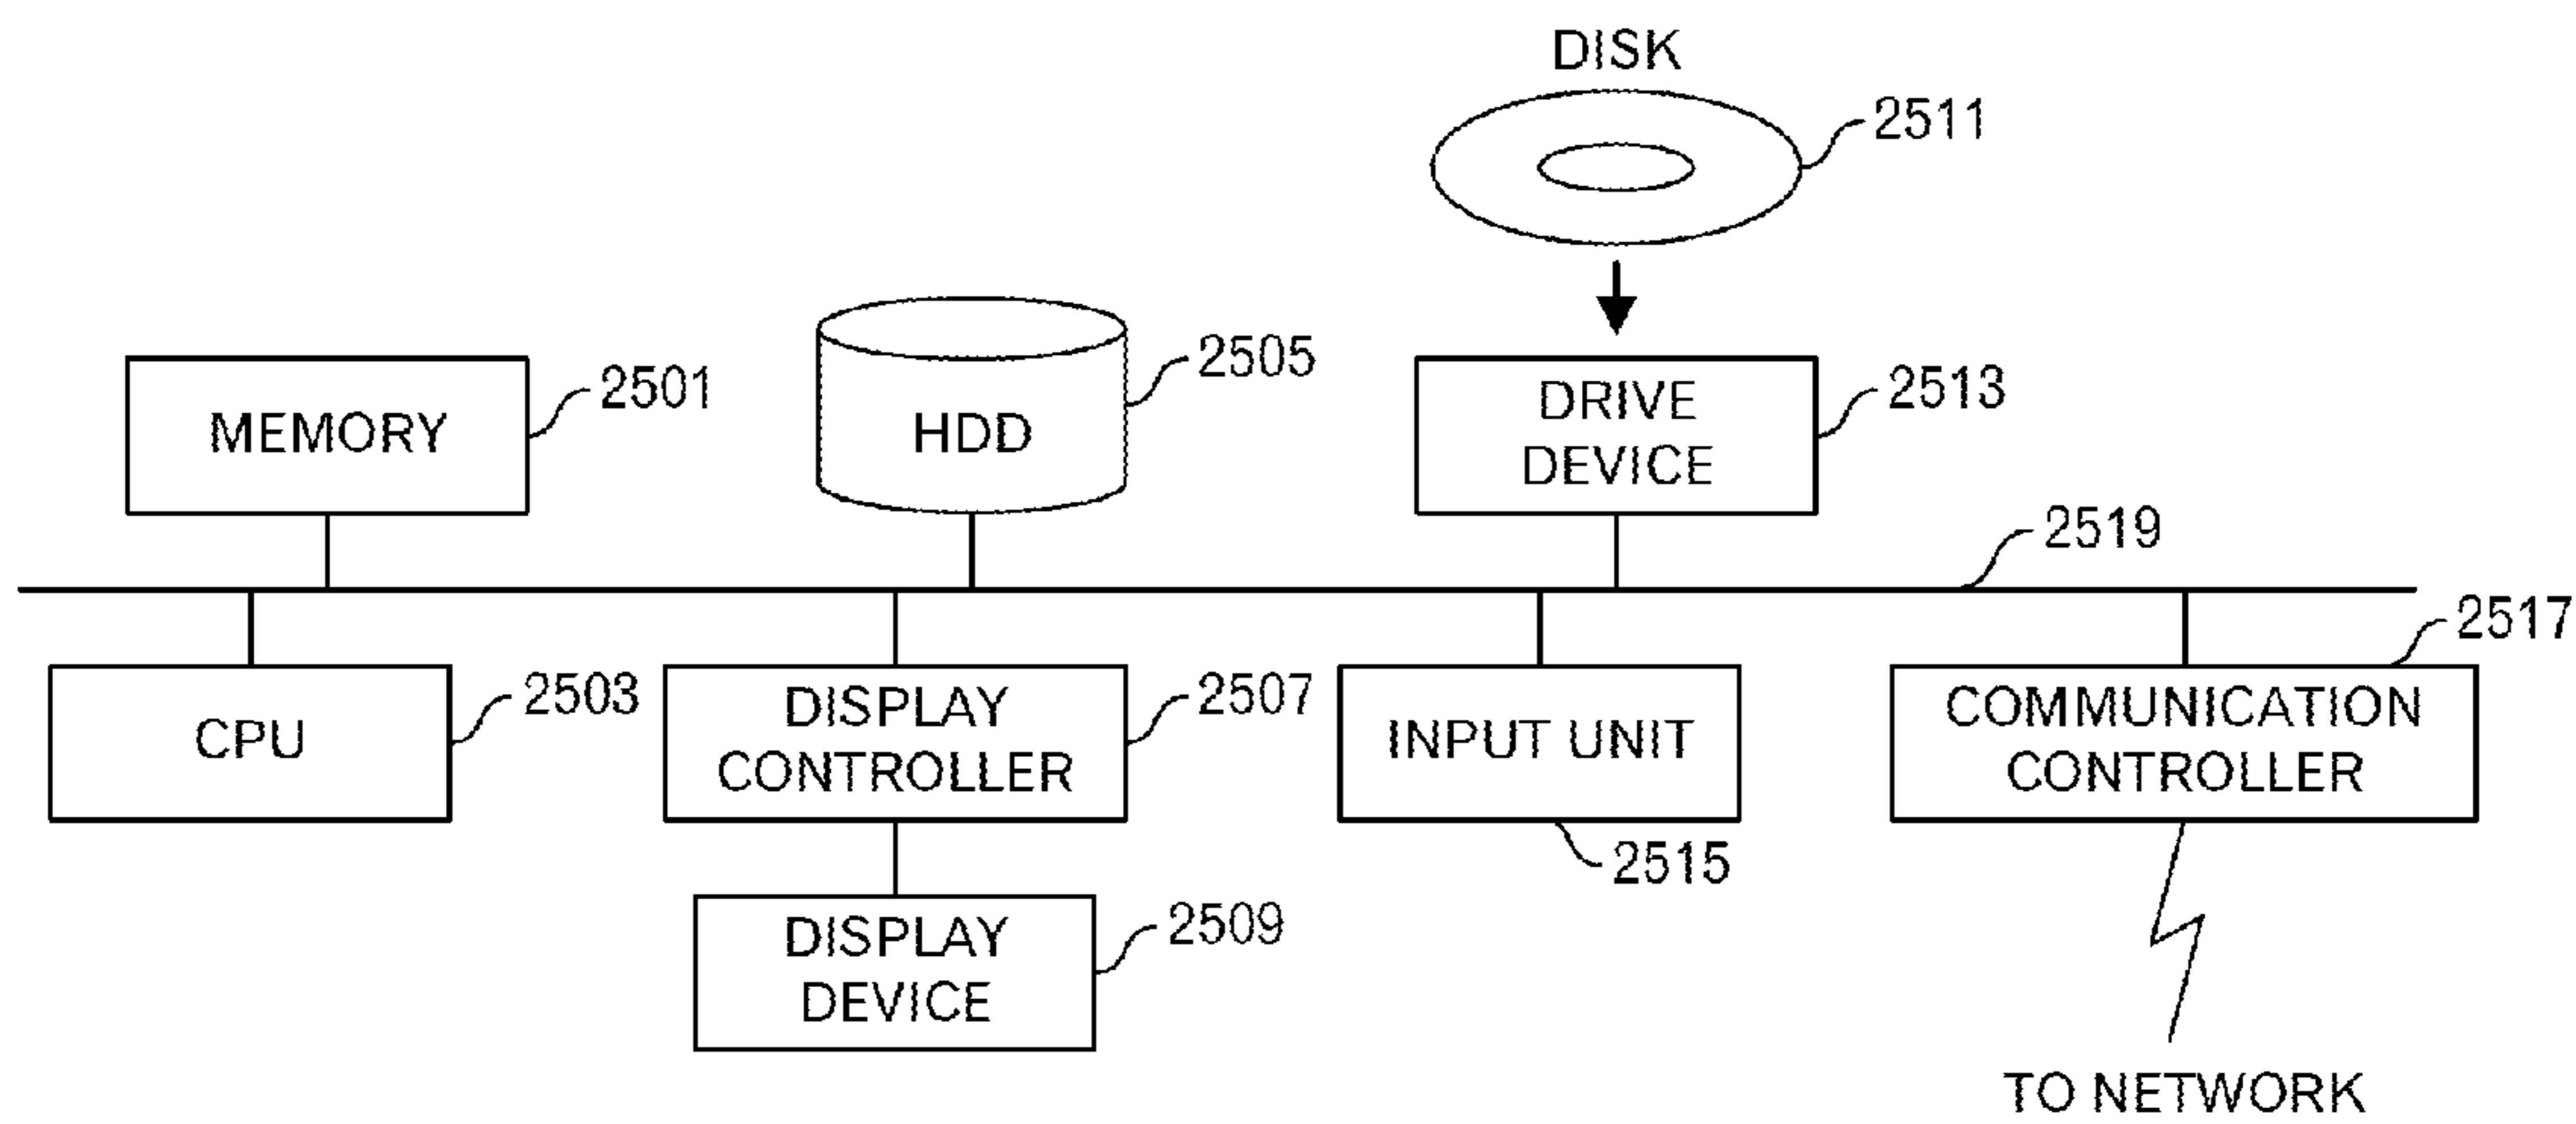 DISK
2511
MEMORY
2501
HDD
2505
DRIVE
DEVICE
2513
2519
CPU
2503
DISPLAY
CONTROLLER
2507
INPUT UNIT
2515
COMMUNICATION
CONTROLLER
2517
DISPLAY
DEVICE
2509
TO NETWORK